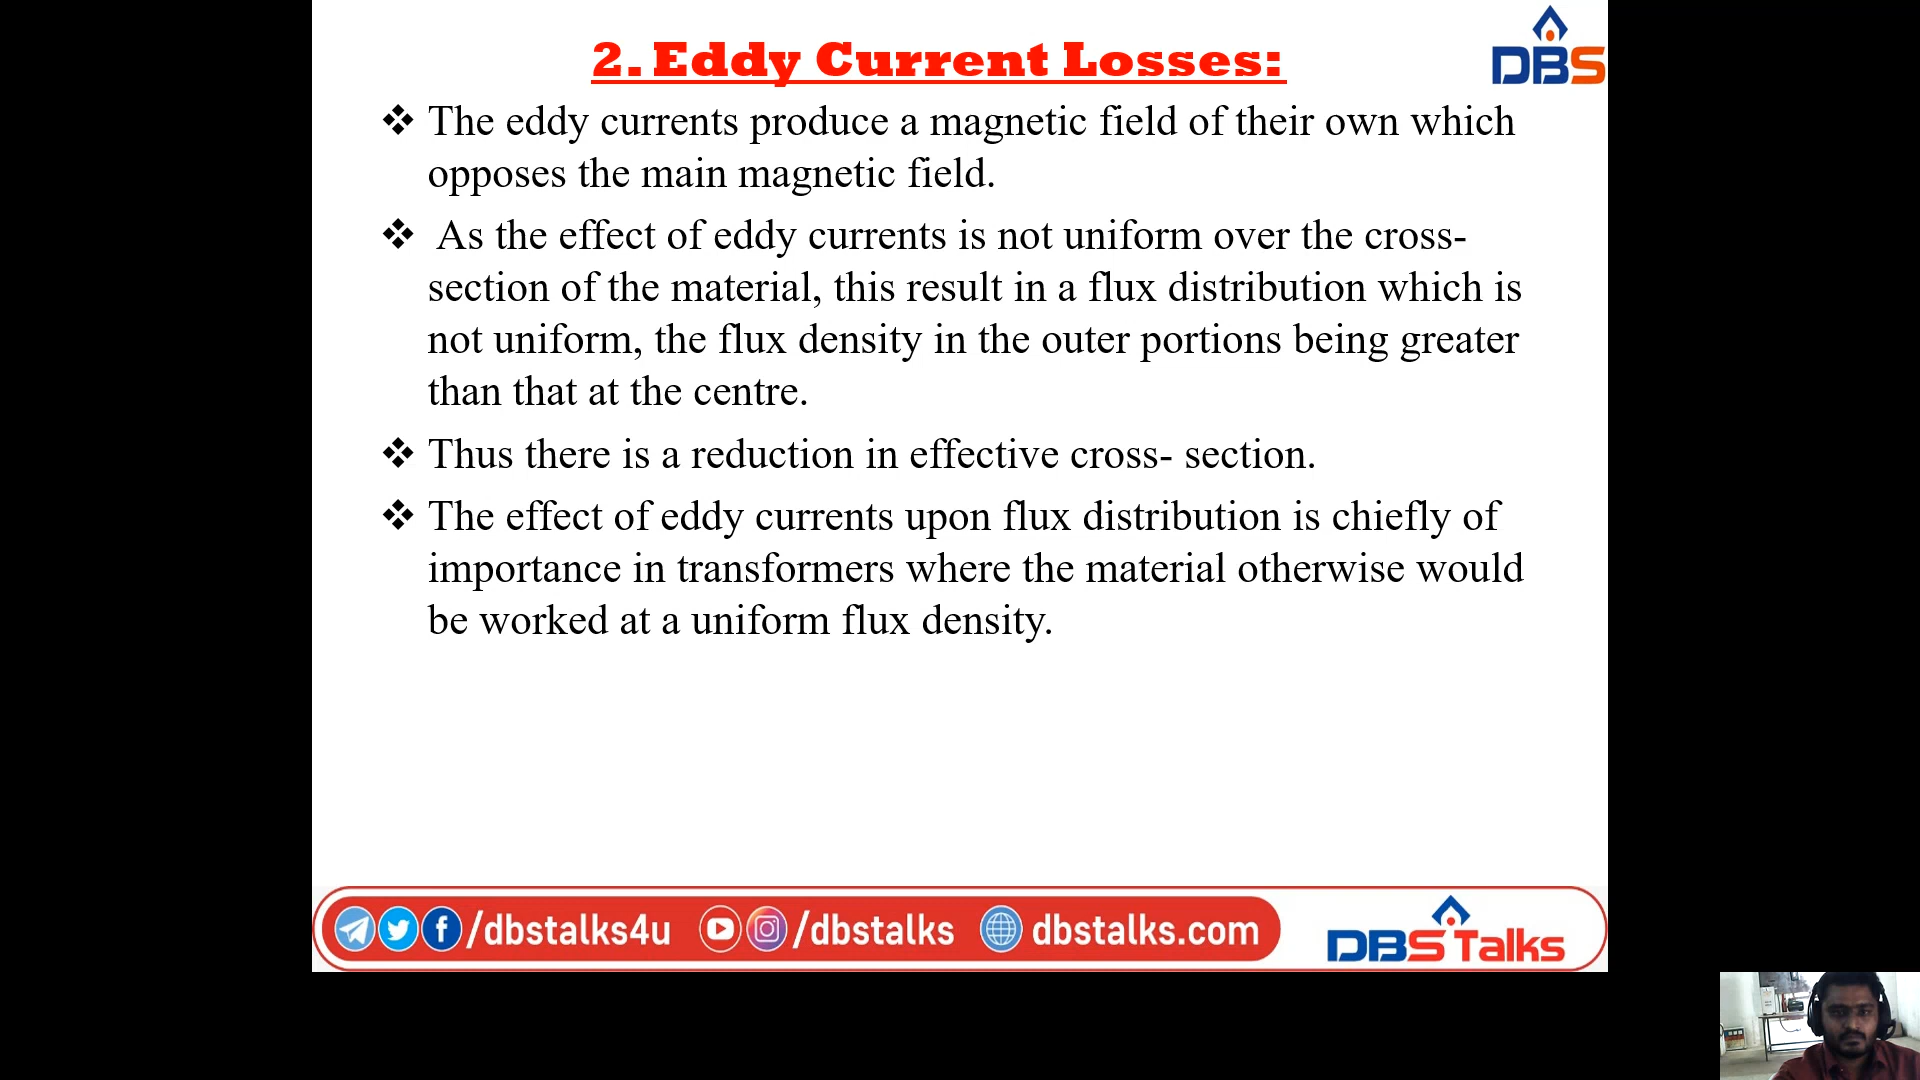 2. Eddy Current Losses:
DBS
❖ The eddy currents produce a magnetic field of their own which
opposes the main magnetic field.
❖ As the effect of eddy currents is not uniform over the cross-
section of the material, this result in a flux distribution which is
not uniform, the flux density in the outer portions being greater
than that at the centre.
❖ Thus there is a reduction in effective cross- section.
❖ The effect of eddy currents upon flux distribution is chiefly of
importance in transformers where the material otherwise would
be worked at a uniform flux density.
/dbstalks4u /dbstalks dbstalks.com
DBS Talks